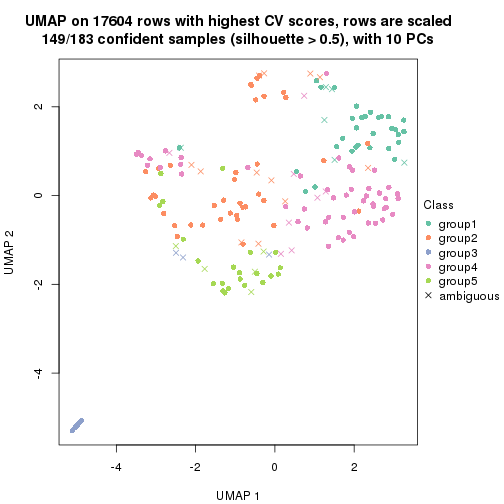 UMAP on 17604 rows with highest CV scores, rows are scaled
149/183 confident samples (silhouette > 0.5), with 10 PCs
2
0
-2
-4
UMAP 2
-4
-2
0
2
UMAP 1
Class
group1
group2
group3
group4
group5
ambiguous